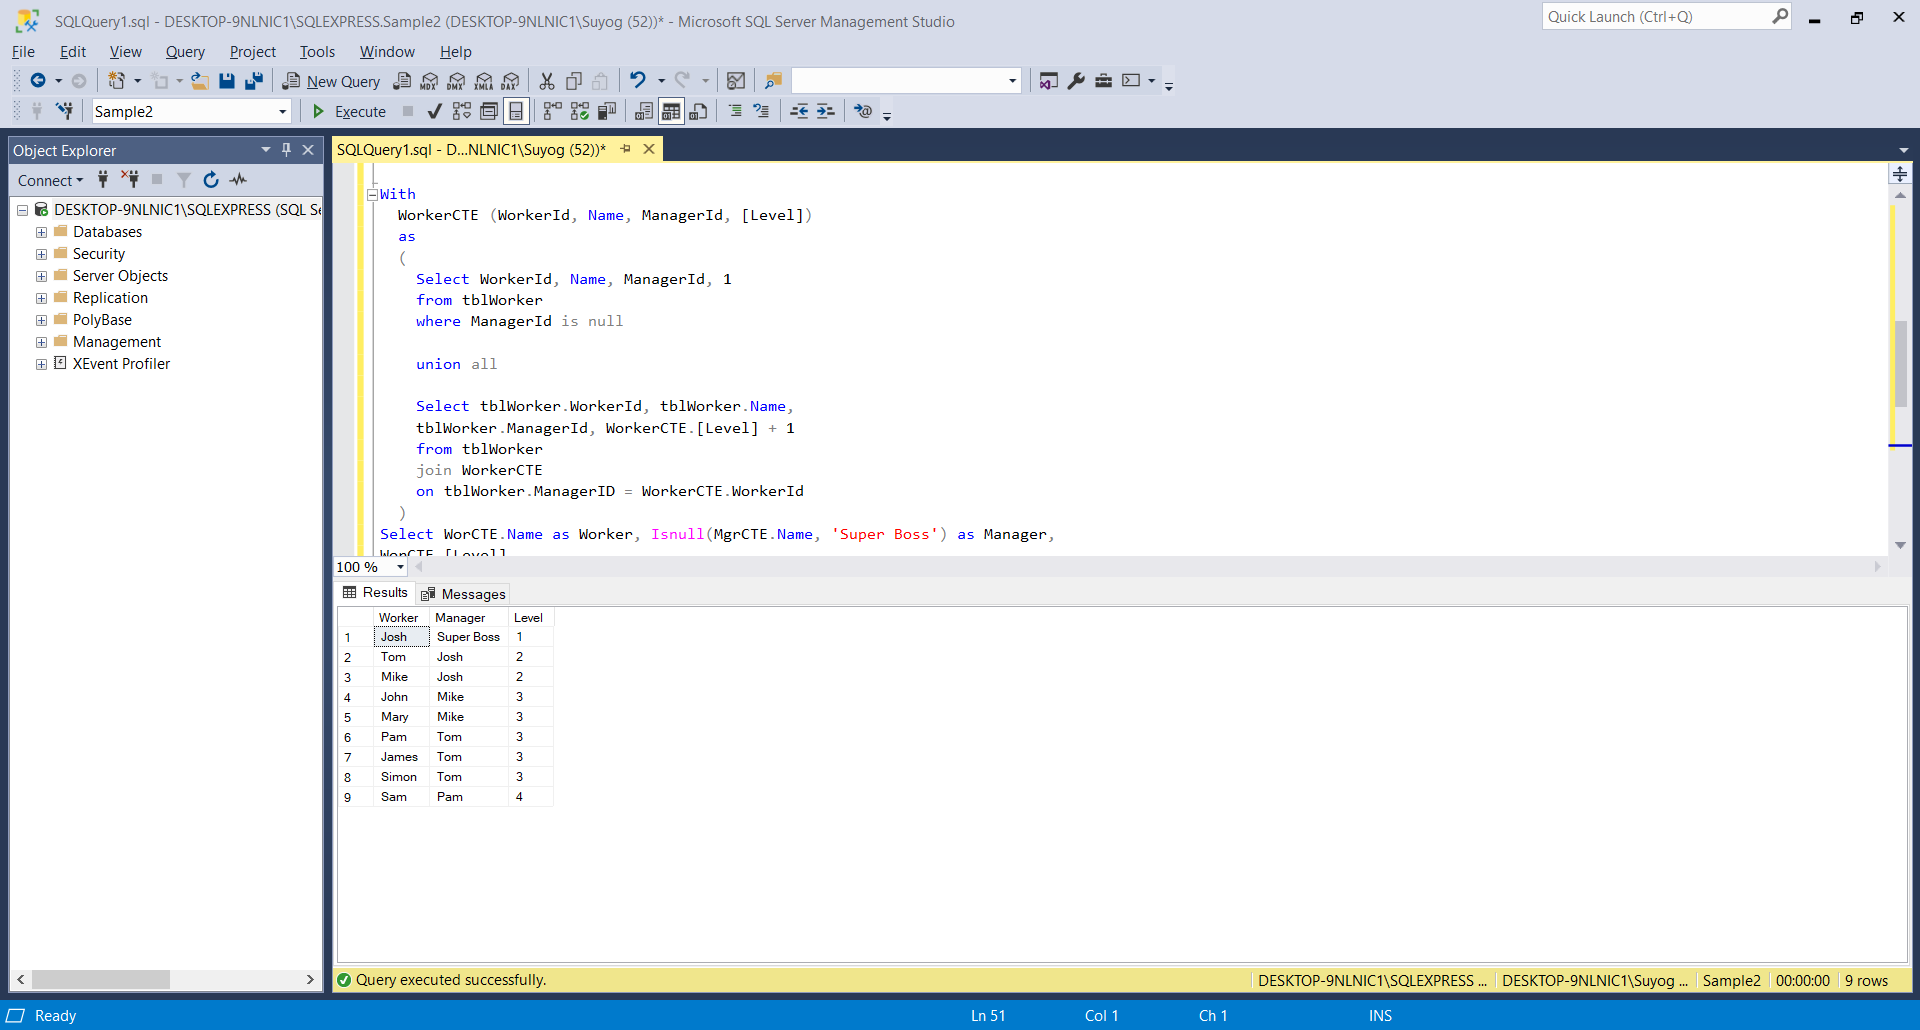 SQLQuery1.sql - DESKTOP-9NLNIC1\SQLEXPRESS.Sample2 (DESKTOP-9NLNIC1\Suyog (52))* - Microsoft SQL Server Management Studio
Quick Launch (Ctrl+Q)
File Edit View Query Project Tools Window Help
New Query MDX DMX XMLA DAX
Sample2 Execute
Object Explorer
Connect
DESKTOP-9NLNIC1\SQLEXPRESS (SQL Se
Databases
Security
Server Objects
Replication
PolyBase
Management
XEvent Profiler
SQLQuery1.sql - D...NLNIC1\Suyog (52))*
With
WorkerCTE (WorkerId, Name, ManagerId, [Level])
as
(
Select WorkerId, Name, ManagerId, 1
from tblWorker
where ManagerId is null
union all
Select tblWorker.WorkerId, tblWorker.Name,
tblWorker.ManagerId, WorkerCTE.[Level] + 1
from tblWorker
join WorkerCTE
on tblWorker.ManagerID = WorkerCTE.WorkerId
)
Select WorCTE.Name as Worker, Isnull(MgrCTE.Name, 'Super Boss') as Manager,
WorCTE.[Level]
100 %
Results Messages
Worker Manager Level
1 Josh Super Boss 1
2 Tom Josh 2
3 Mike Josh 2
4 John Mike 3
5 Mary Mike 3
6 Pam Tom 3
7 James Tom 3
8 Simon Tom 3
9 Sam Pam 4
Query executed successfully.
DESKTOP-9NLNIC1\SQLEXPRESS ... DESKTOP-9NLNIC1\Suyog ... Sample2 00:00:00 9 rows
Ready Ln 51 Col 1 Ch 1 INS